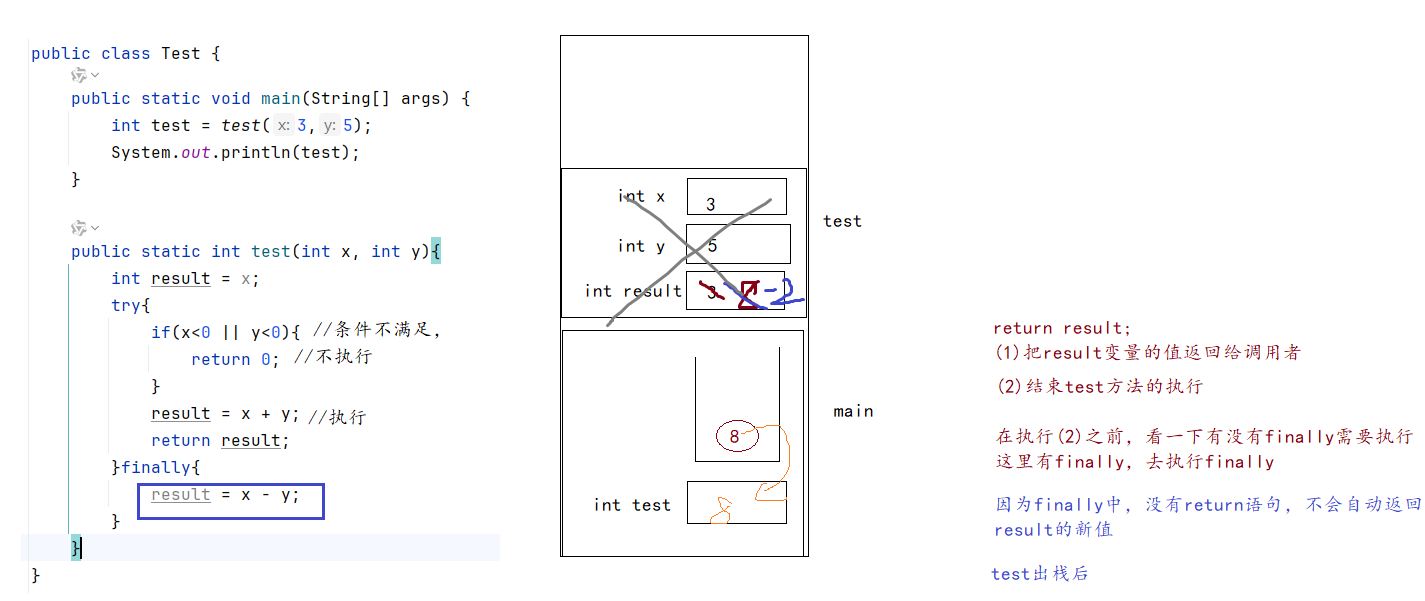 public class Test {
public static void main(String[] args) {
int test = test( x: 3, y: 5);
System.out.println(test);
}
public static int test(int x, int y){
int result = x;
try{
if(x<0 || y<0){ //条件不满足,
return 0; //不执行
}
result = x + y; //执行
return result;
}finally{
result = x - y;
}
}
}
int x 3
int y 5
int result 3 8 -2
test
8
int test 8
main
return result;
(1)把result变量的值返回给调用者
(2)结束test方法的执行
在执行(2)之前, 看一下有没有finally需要执行
这里有finally, 去执行finally
因为finally中, 没有return语句, 不会自动返回
result的新值
test出栈后